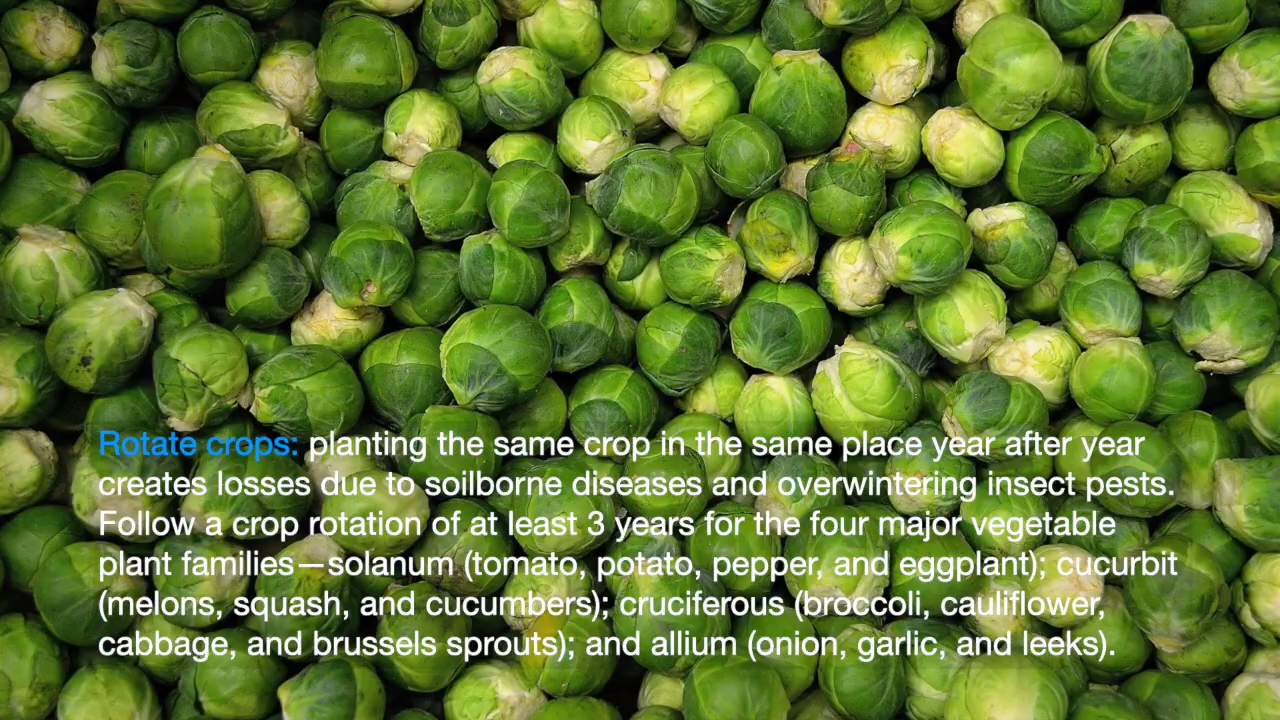 Rotate crops: planting the same crop in the same place year after year
creates losses due to soilborne diseases and overwintering insect pests.
Follow a crop rotation of at least 3 years for the four major vegetable
plant families—solanum (tomato, potato, pepper, and eggplant); cucurbit
(melons, squash, and cucumbers); cruciferous (broccoli, cauliflower,
cabbage, and brussels sprouts); and allium (onion, garlic, and leeks).